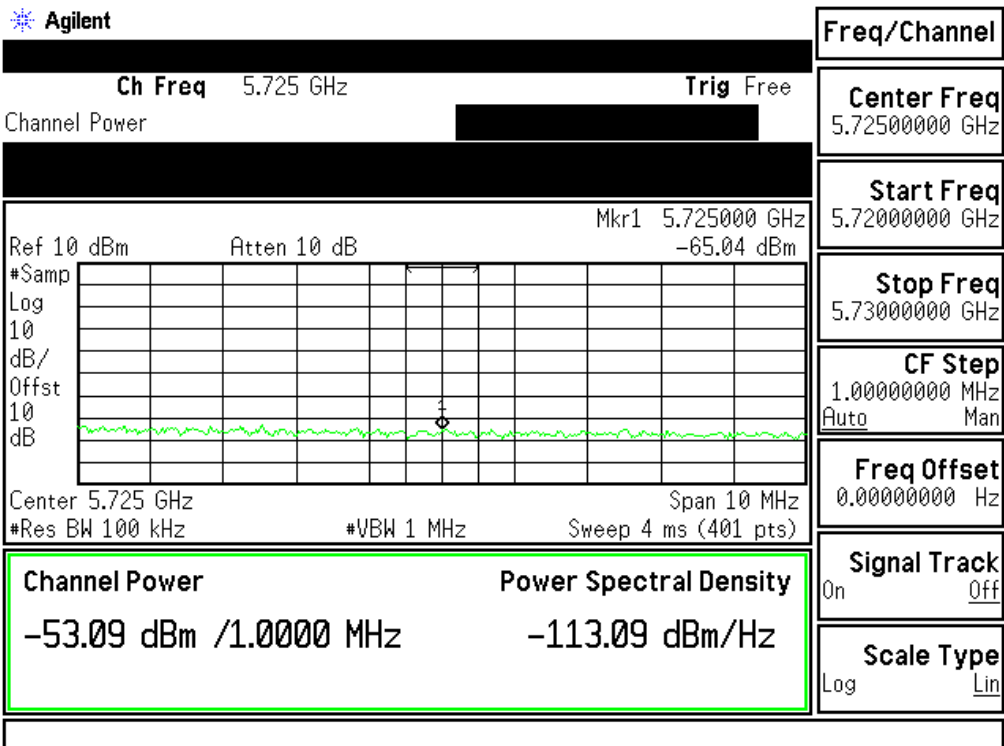 Agilent
Freq/Channel
Ch Freq 5.725 GHz Trig Free
Channel Power
Center Freq
5.72500000 GHz
Start Freq
5.72000000 GHz
Stop Freq
5.73000000 GHz
CF Step
1.00000000 MHz
Auto Man
Freq Offset
0.00000000 Hz
Signal Track
On Off
Scale Type
Log Lin
Mkr1 5.725000 GHz
Ref 10 dBm Atten 10 dB -65.04 dBm
#Samp
Log
10
dB/
Offst
10
dB
1
Center 5.725 GHz Span 10 MHz
#Res BW 100 kHz #VBW 1 MHz Sweep 4 ms (401 pts)
Channel Power Power Spectral Density
-53.09 dBm /1.0000 MHz -113.09 dBm/Hz